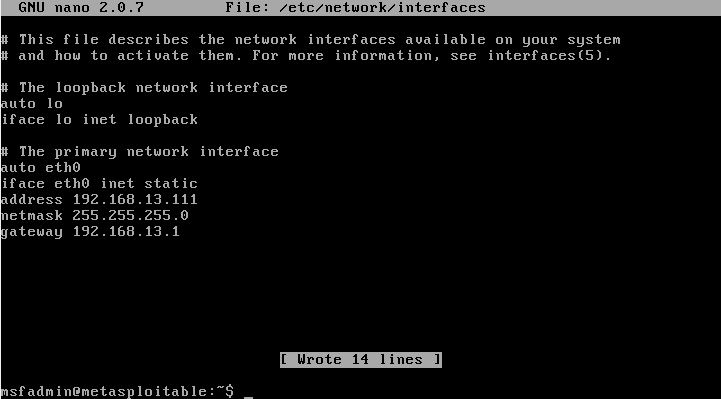 GNU nano 2.0.7 File: /etc/network/interfaces
# This file describes the network interfaces available on your system
# and how to activate them. For more information, see interfaces(5).
# The loopback network interface
auto lo
iface lo inet loopback
# The primary network interface
auto eth0
iface eth0 inet static
address 192.168.13.111
netmask 255.255.255.0
gateway 192.168.13.1
[ Wrote 14 lines ]
msfadmin@metasploitable:~$ _